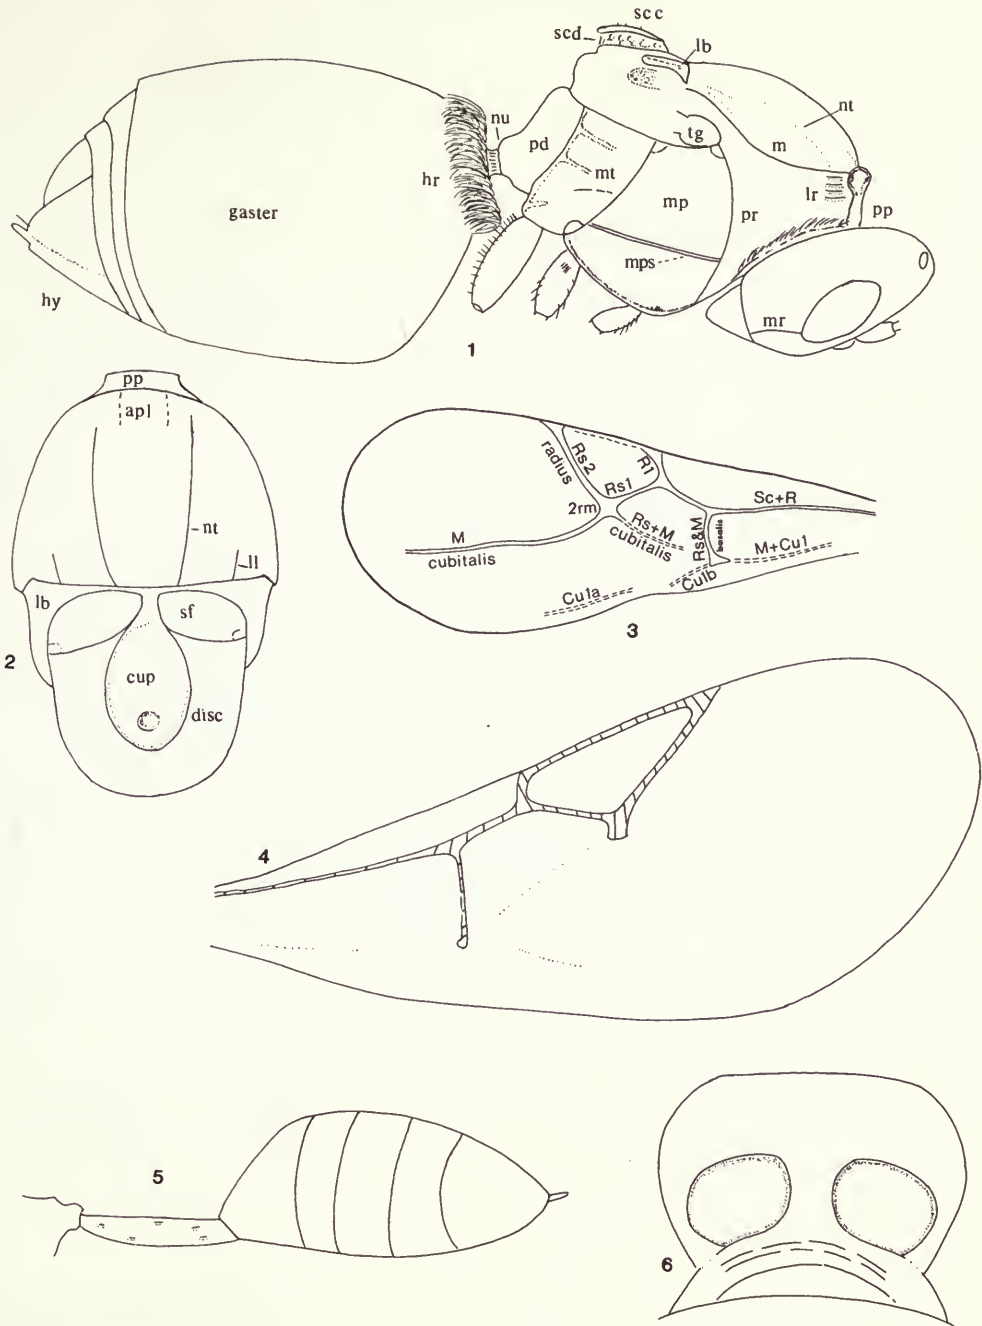 scc
scd
lb
nt
nu
pd
tg
m
hr
mt
lr
gaster
mp
pr
pp
mps
hy
mr
1
pp
apl
nt
ll
lb
sf
cup
disc
2
radius
Rs2
R1
Rs1
Sc+R
2rm
Rs+M
Rs&M
basalis
M
cubitalis
cubitalis
M+Cu1
Cu1b
Cu1a
3
4
5
6